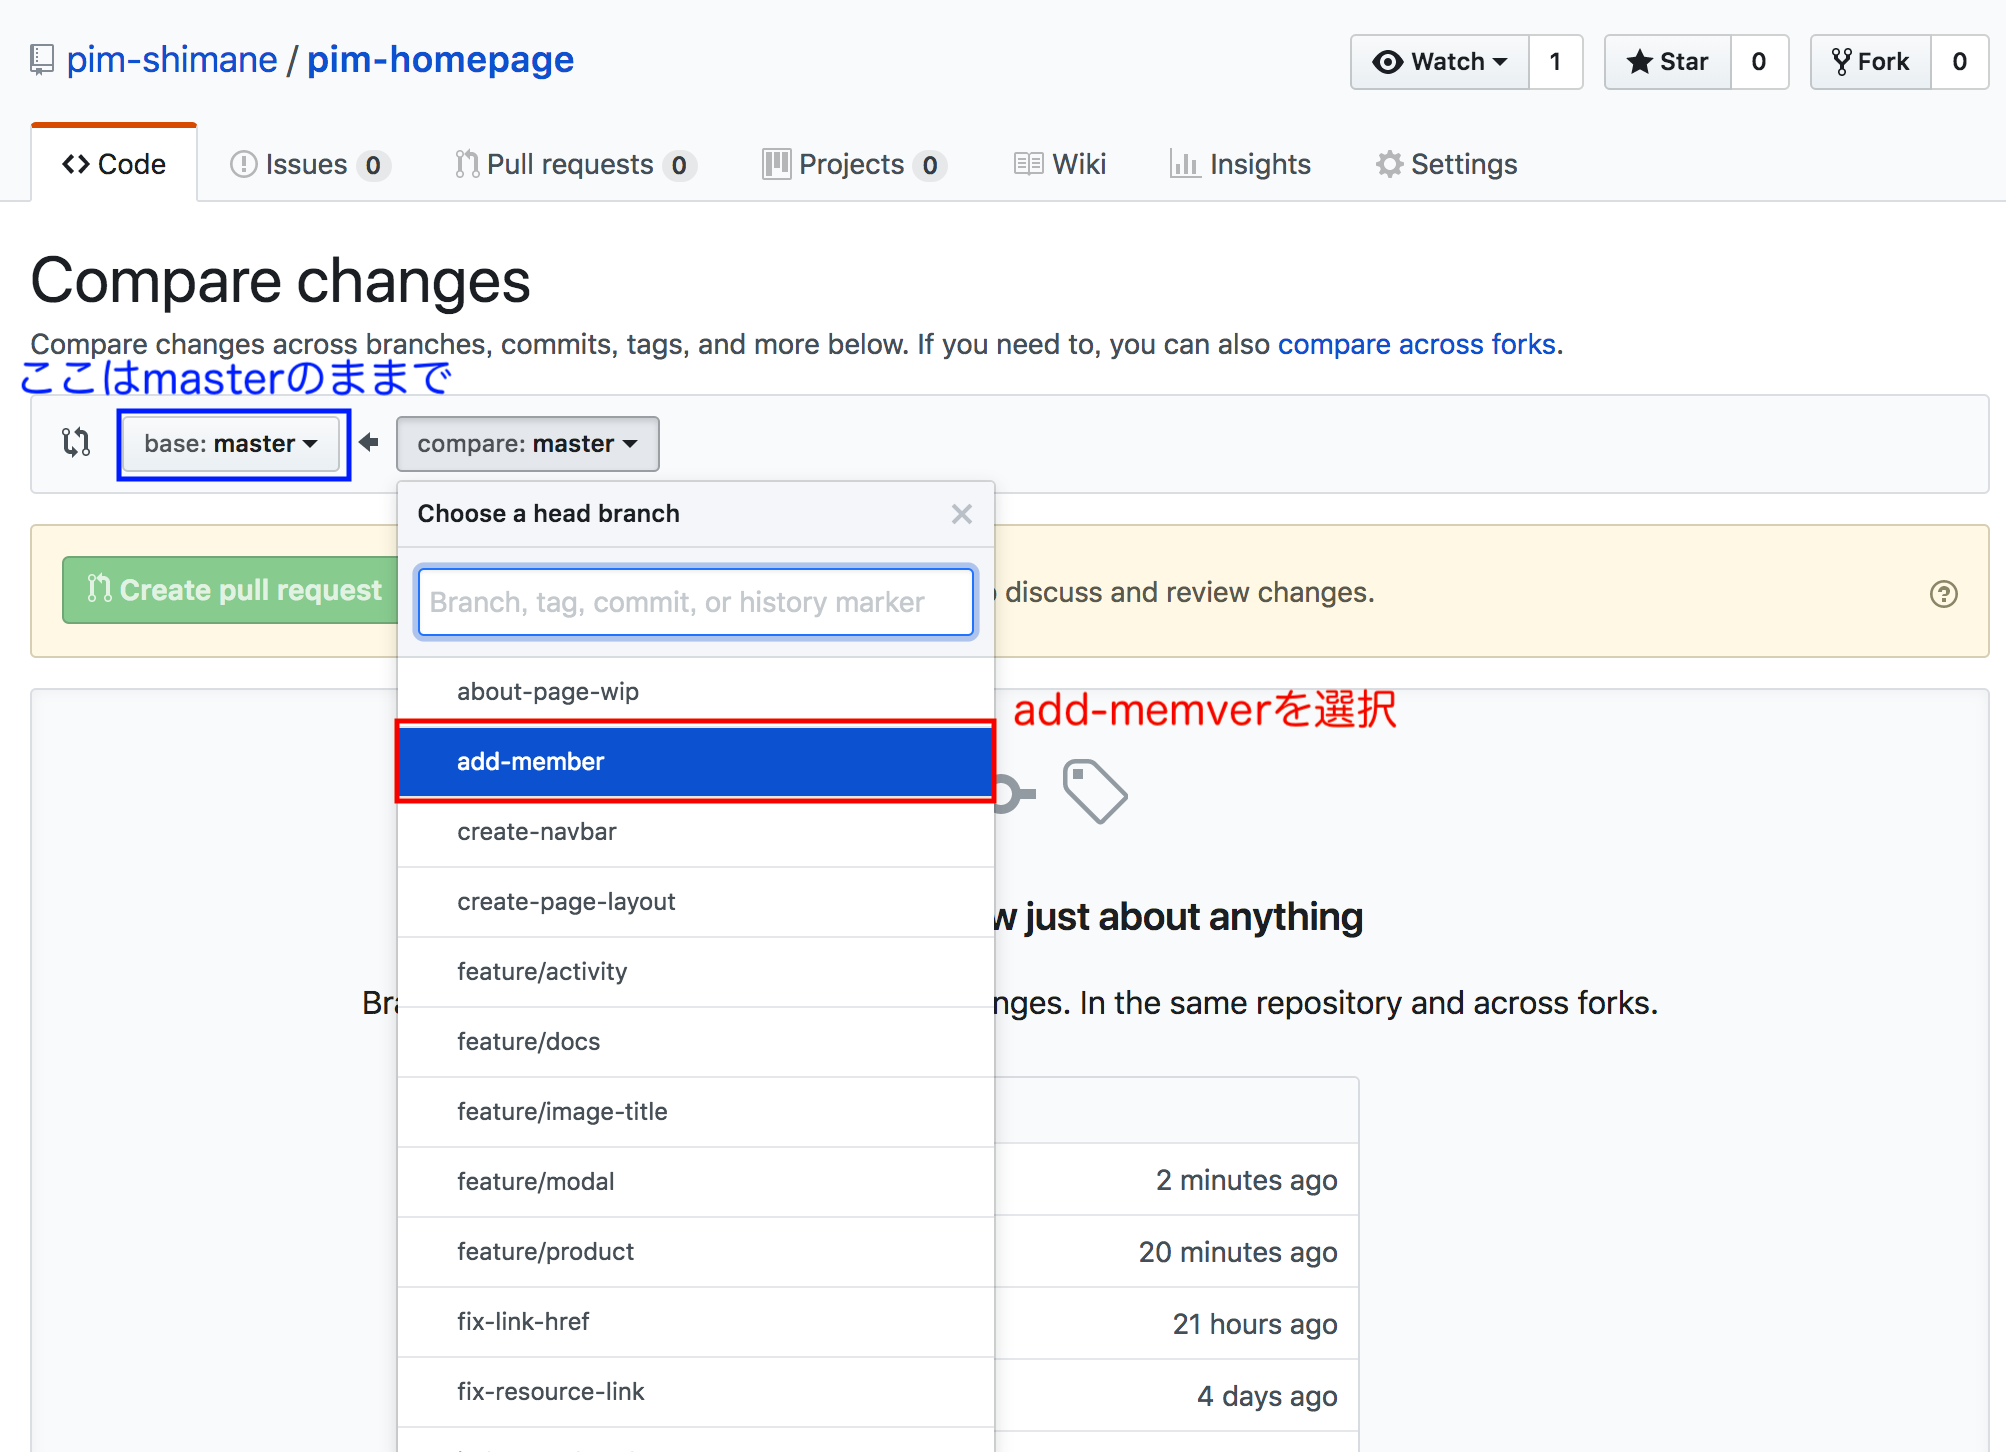 pim-shimane / pim-homepage
Watch 1
Star 0
Fork 0
Code
Issues 0
Pull requests 0
Projects 0
Wiki
Insights
Settings
Compare changes
Compare changes across branches, commits, tags, and more below. If you need to, you can also compare across forks.
ここはmasterのままで
base: master
compare: master
Choose a head branch
Create pull request
Branch, tag, commit, or history marker
discuss and review changes.
about-page-wip
add-memverを選択
add-member
create-navbar
create-page-layout
just about anything
feature/activity
In the same repository and across forks.
feature/docs
feature/image-title
feature/modal
2 minutes ago
feature/product
20 minutes ago
fix-link-href
21 hours ago
fix-resource-link
4 days ago